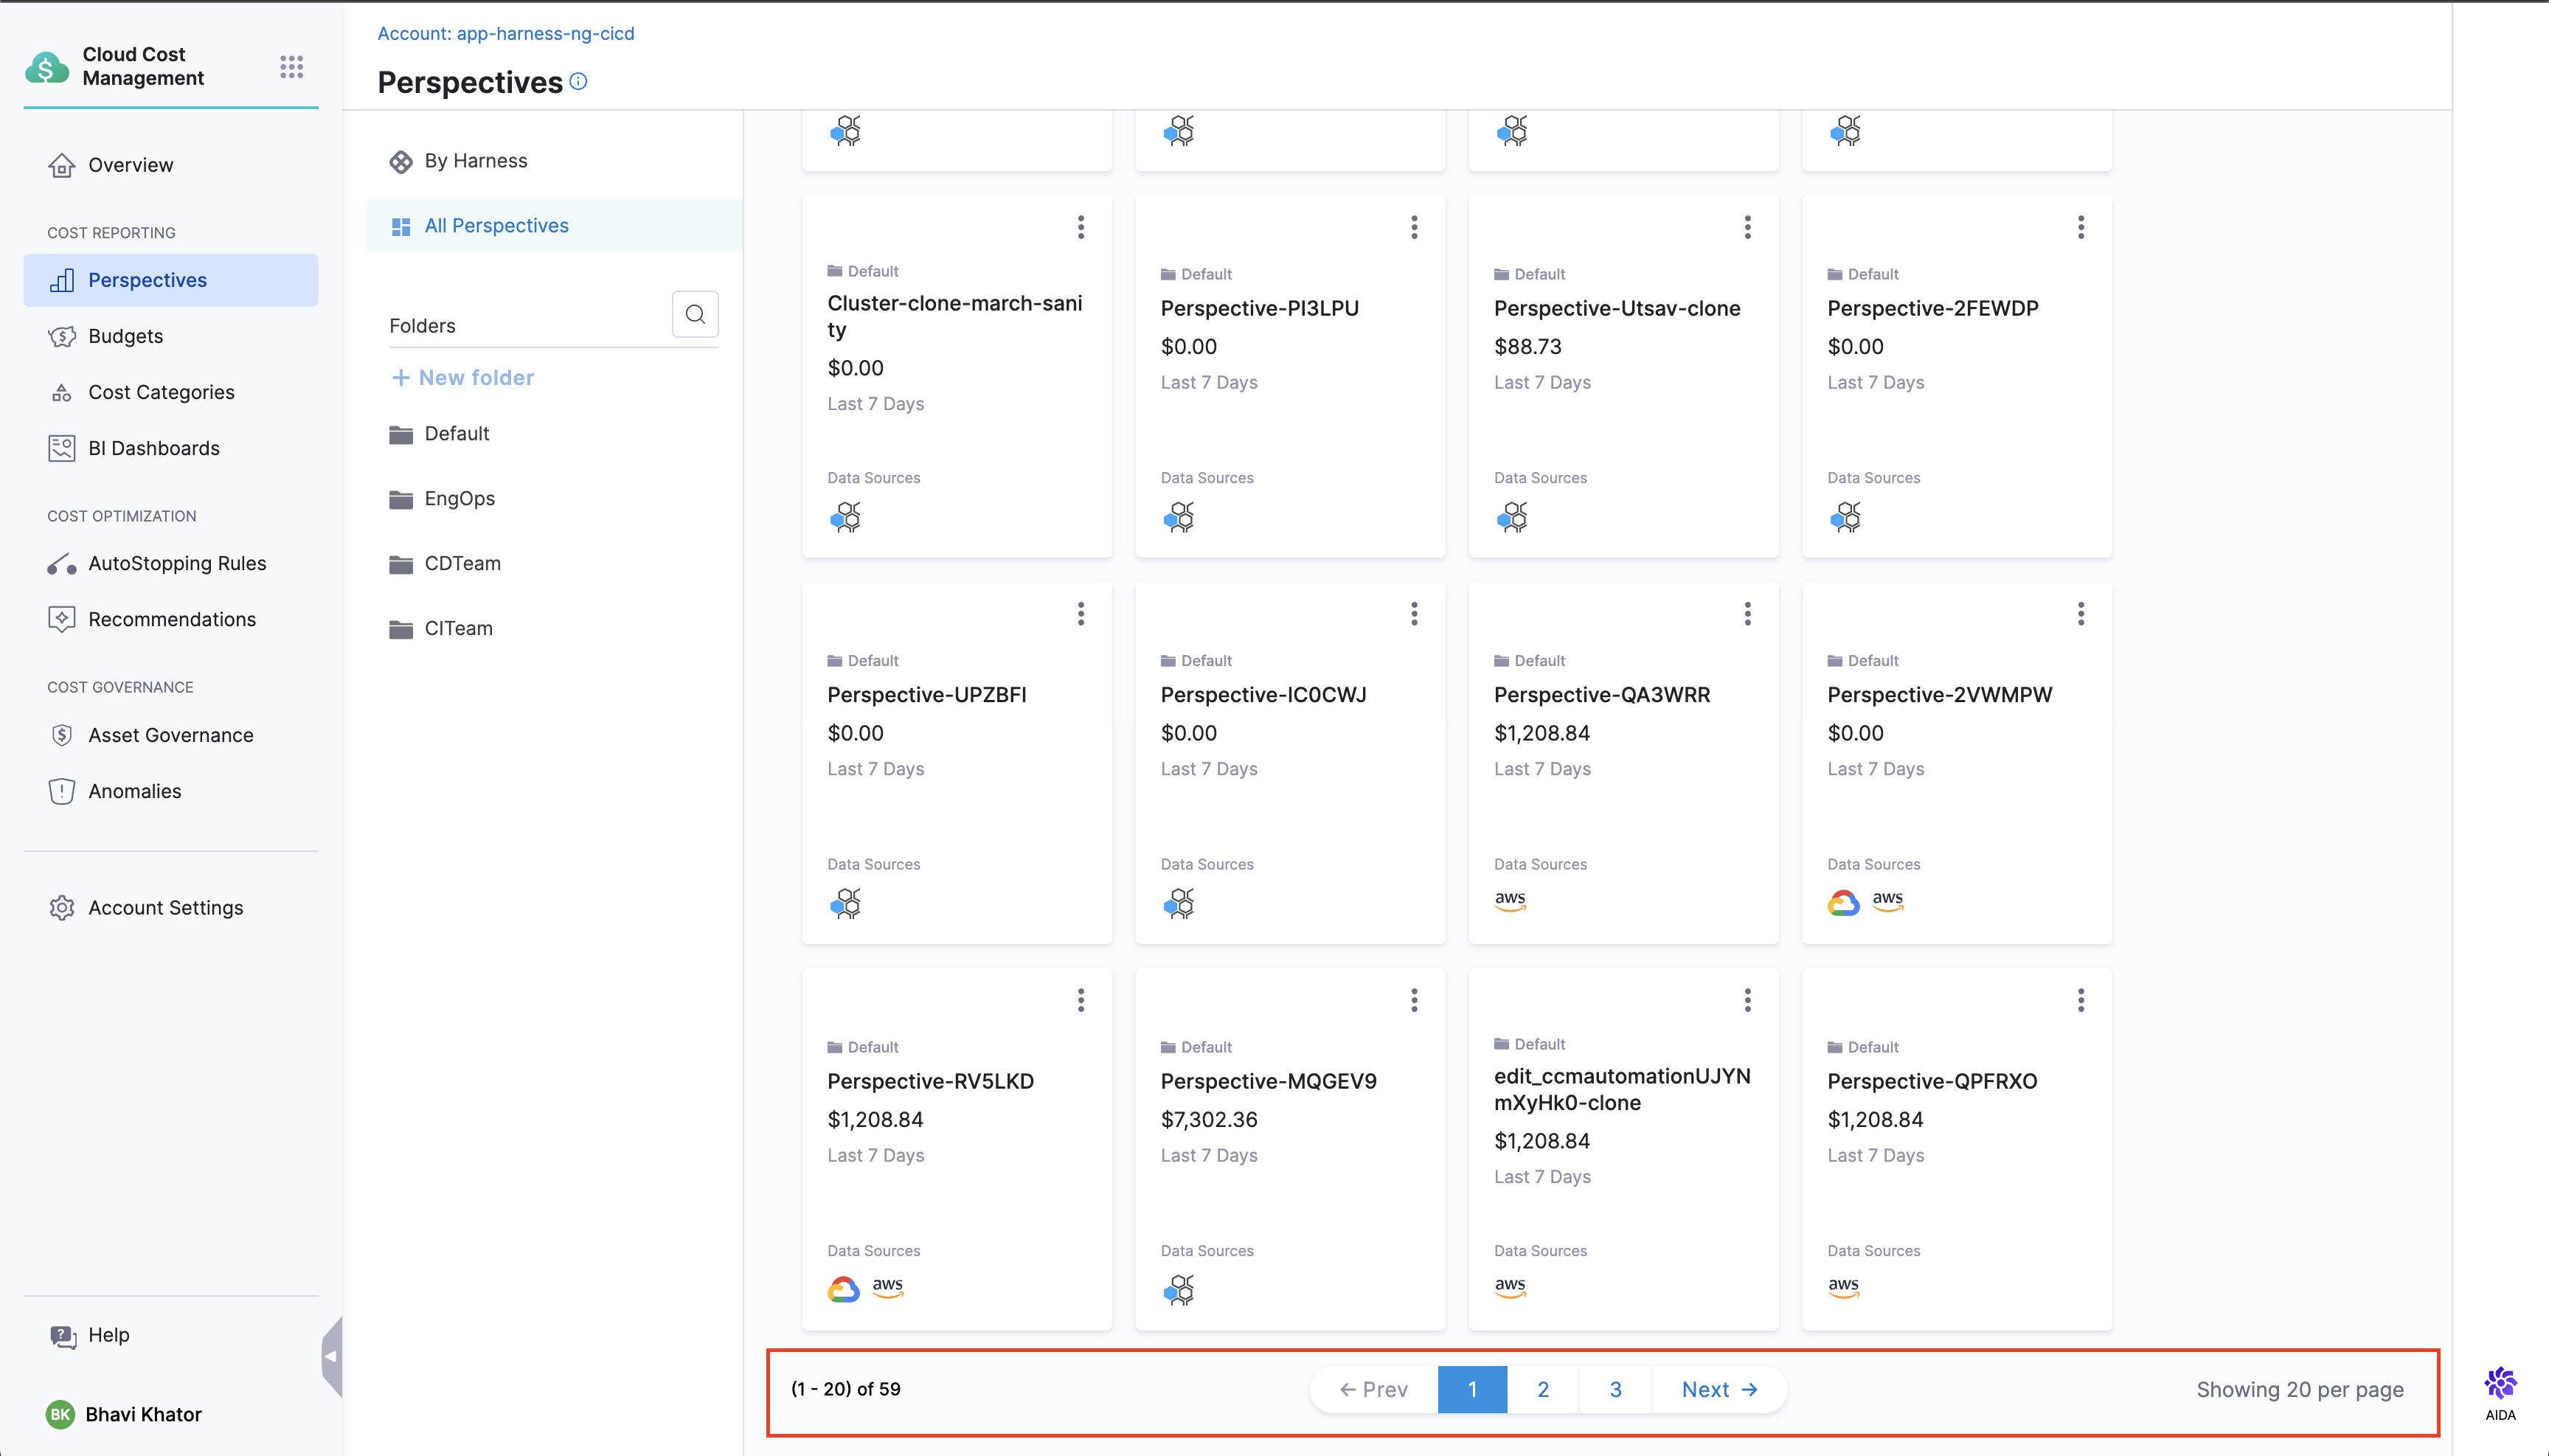 Cloud Cost
Management
Overview
COST REPORTING
Perspectives
Budgets
Cost Categories
BI Dashboards
COST OPTIMIZATION
AutoStopping Rules
Recommendations
COST GOVERNANCE
Asset Governance
Anomalies
Account Settings
Help
BK Bhavi Khator
Account: app-harness-ng-cicd
Perspectives
By Harness
All Perspectives
Folders
+ New folder
Default
EngOps
CDTeam
CITeam
Default
Cluster-clone-march-sani
ty
$0.00
Last 7 Days
Data Sources
Default
Perspective-PI3LPU
$0.00
Last 7 Days
Data Sources
Default
Perspective-Utsav-clone
$88.73
Last 7 Days
Data Sources
Default
Perspective-2FEWDP
$0.00
Last 7 Days
Data Sources
Default
Perspective-UPZBFI
$0.00
Last 7 Days
Data Sources
Default
Perspective-IC0CWJ
$0.00
Last 7 Days
Data Sources
Default
Perspective-QA3WRR
$1,208.84
Last 7 Days
Data Sources
aws
Default
Perspective-2VWMPW
$0.00
Last 7 Days
Data Sources
aws
Default
Perspective-RV5LKD
$1,208.84
Last 7 Days
Data Sources
aws
Default
Perspective-MQGEV9
$7,302.36
Last 7 Days
Data Sources
Default
edit_ccmautomationUJYN
mXyHk0-clone
$1,208.84
Last 7 Days
Data Sources
aws
Default
Perspective-QPFRXO
$1,208.84
Last 7 Days
Data Sources
aws
(1 - 20) of 59
← Prev 1 2 3 Next →
Showing 20 per page
AIDA